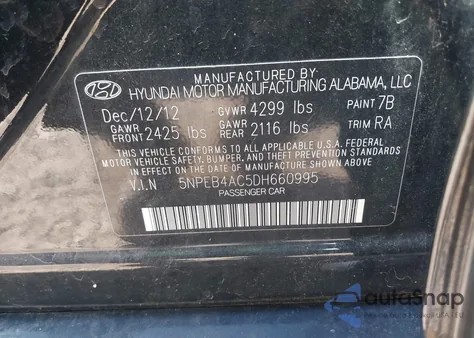 MANUFACTURED BY:
HYUNDAI MOTOR MANUFACTURING ALABAMA, LLC
Dec/12/12 GVWR 4299 lbs PAINT 7B
GAWR FRONT 2425 lbs GAWR REAR 2116 lbs TRIM RA
THIS VEHICLE CONFORMS TO ALL APPLICABLE FEDERAL
MOTOR VEHICLE SAFETY, BUMPER, AND THEFT PREVENTION STANDARDS
IN EFFECT ON THE DATE OF MANUFACTURE SHOWN ABOVE.
V.I.N 5NPEB4AC5DH660995
PASSENGER CAR
autoShop